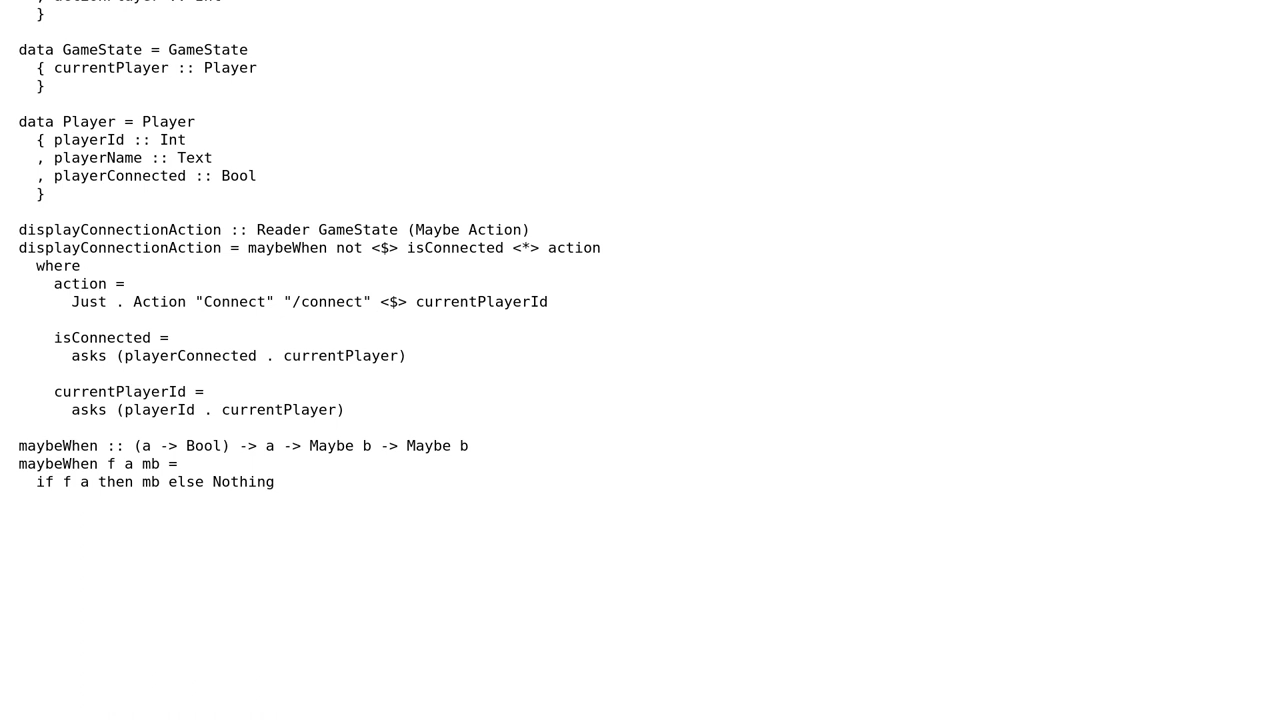 }
data GameState = GameState
  { currentPlayer :: Player
  }
data Player = Player
  { playerId :: Int
  , playerName :: Text
  , playerConnected :: Bool
  }
displayConnectionAction :: Reader GameState (Maybe Action)
displayConnectionAction = maybeWhen not <$> isConnected <*> action
  where
    action =
      Just . Action "Connect" "/connect" <$> currentPlayerId
    isConnected =
      asks (playerConnected . currentPlayer)
    currentPlayerId =
      asks (playerId . currentPlayer)
maybeWhen :: (a -> Bool) -> a -> Maybe b -> Maybe b
maybeWhen f a mb =
  if f a then mb else Nothing